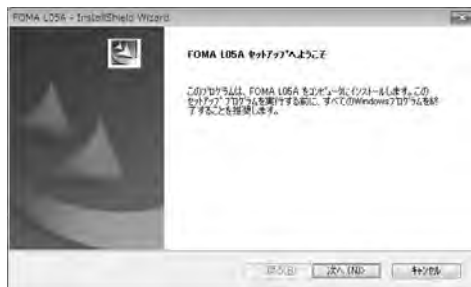 FOMA L05A - InstallShield Wizard
FOMA L05A セットアップへようこそ
このプログラムは、FOMA L05A をコンピュータにインストールします。この
セットアップ プログラムを実行する前に、すべてのWindowsプログラムを終
了することを推奨します。
戻る(B)
次へ(N)>
キャンセル